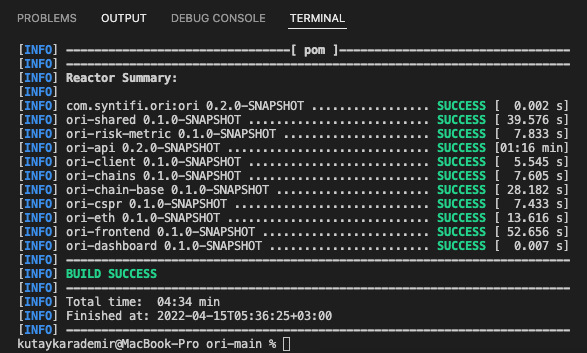 PROBLEMS OUTPUT DEBUG CONSOLE TERMINAL
[INFO] --------------------------------[ pom ]---------------------------------
[INFO] ------------------------------------------------------------------------
[INFO] Reactor Summary:
[INFO]
[INFO] com.syntifi.ori:ori 0.2.0-SNAPSHOT ................. SUCCESS [  0.002 s]
[INFO] ori-shared 0.1.0-SNAPSHOT .......................... SUCCESS [ 39.576 s]
[INFO] ori-risk-metric 0.1.0-SNAPSHOT ..................... SUCCESS [  7.833 s]
[INFO] ori-api 0.2.0-SNAPSHOT ............................. SUCCESS [01:16 min]
[INFO] ori-client 0.1.0-SNAPSHOT .......................... SUCCESS [  5.545 s]
[INFO] ori-chains 0.1.0-SNAPSHOT .......................... SUCCESS [  7.605 s]
[INFO] ori-chain-base 0.1.0-SNAPSHOT ...................... SUCCESS [ 28.182 s]
[INFO] ori-cspr 0.1.0-SNAPSHOT ............................ SUCCESS [  7.433 s]
[INFO] ori-eth 0.1.0-SNAPSHOT ............................. SUCCESS [ 13.616 s]
[INFO] ori-frontend 0.1.0-SNAPSHOT ........................ SUCCESS [ 52.656 s]
[INFO] ori-dashboard 0.1.0-SNAPSHOT ....................... SUCCESS [  0.007 s]
[INFO] ------------------------------------------------------------------------
[INFO] BUILD SUCCESS
[INFO] ------------------------------------------------------------------------
[INFO] Total time:  04:34 min
[INFO] Finished at: 2022-04-15T05:36:25+03:00
[INFO] ------------------------------------------------------------------------
kutaykarademir@MacBook-Pro ori-main %